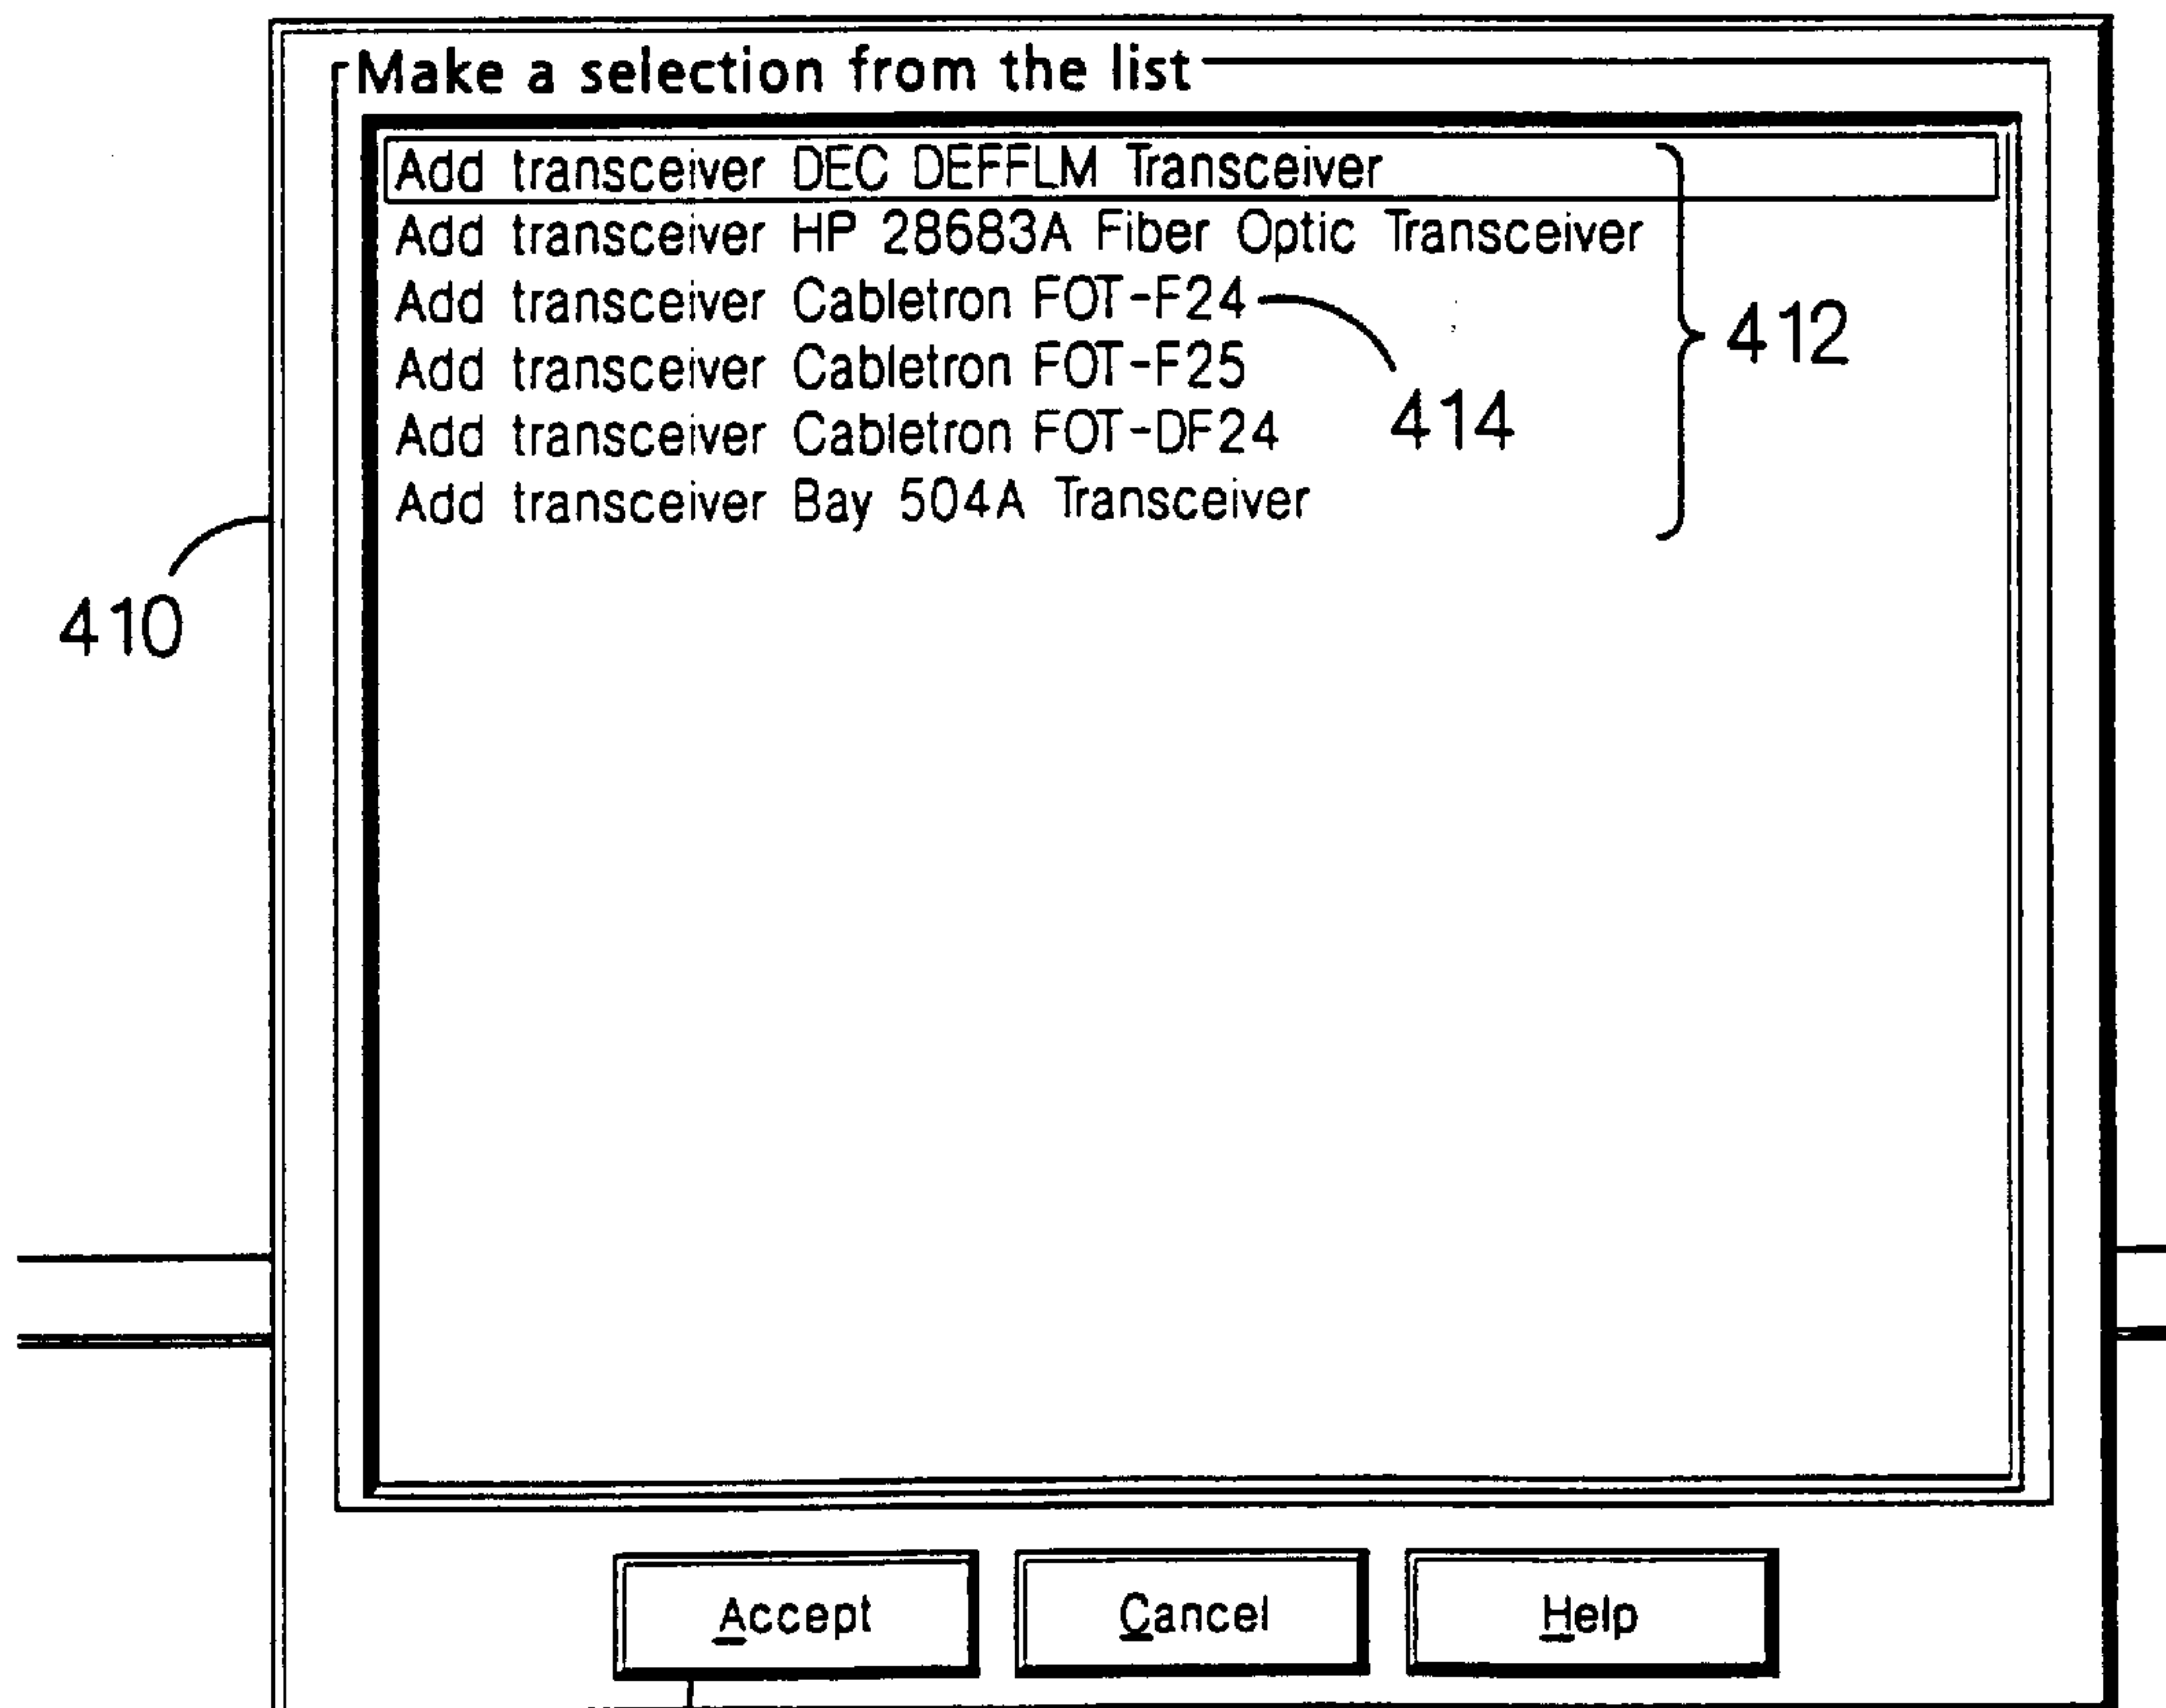 Make a selection from the list
Add transceiver DEC DEFFLM Transceiver
Add transceiver HP 28683A Fiber Optic Transceiver
Add transceiver Cabletron FOT-F24
Add transceiver Cabletron FOT-F25
Add transceiver Cabletron FOT-DF24
Add transceiver Bay 504A Transceiver
412
414
410
Accept
Cancel
Help